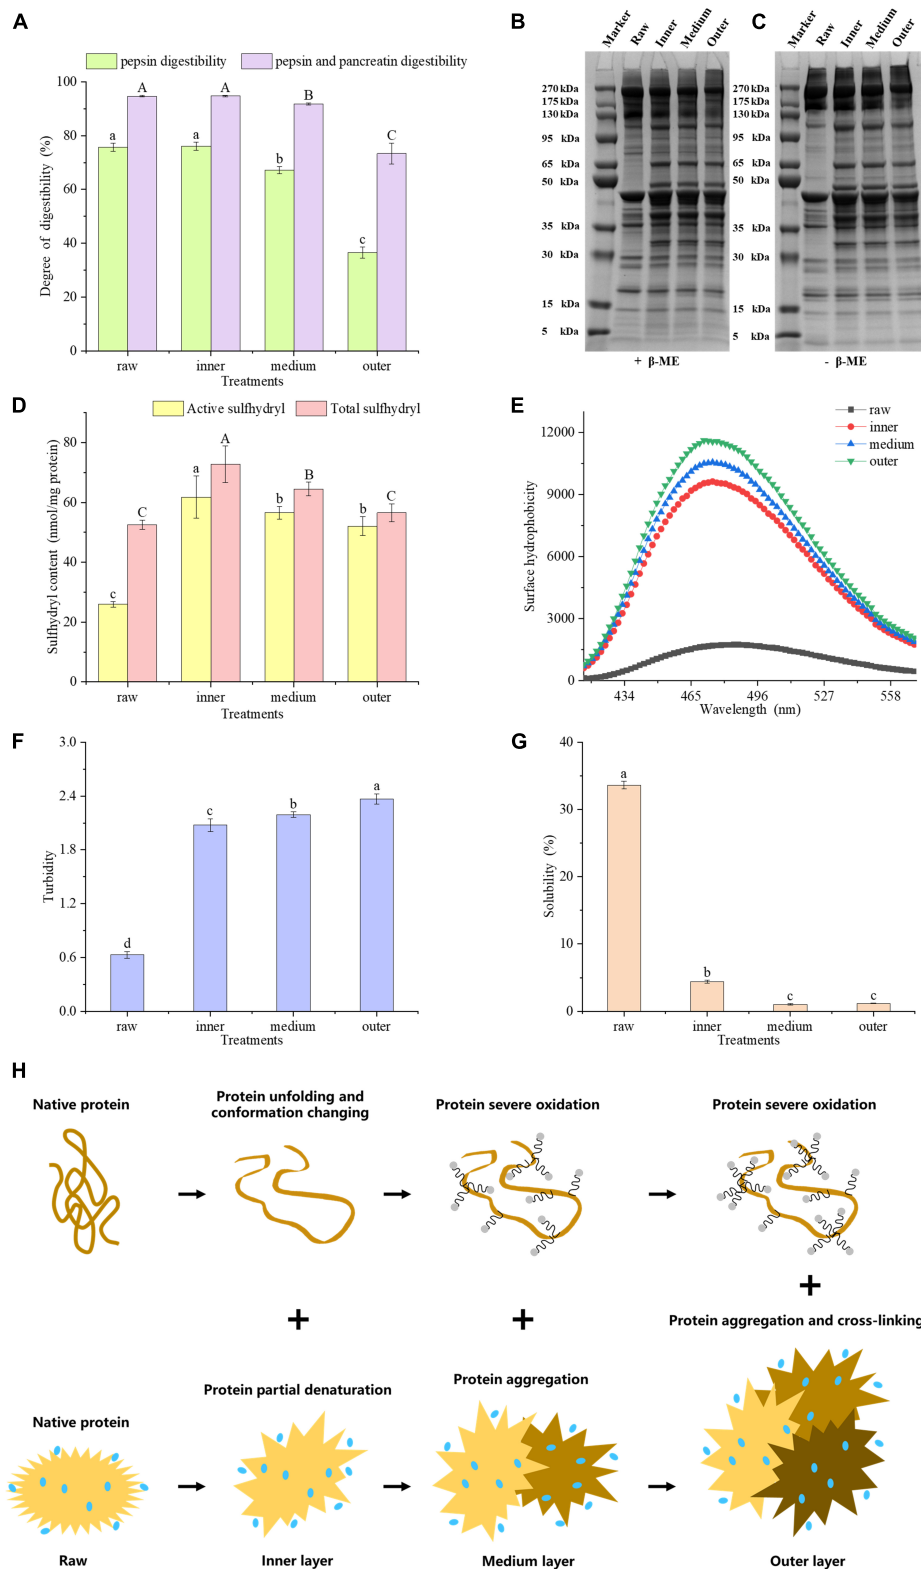 A
pepsin digestibility
pepsin and pancreatin digestibility
Degree of digestibility (%)
100
80
60
40
20
0
a
A
a
A
b
B
c
C
raw
inner
medium
outer
Treatments
B
Marker
Raw
Inner
Medium
Outer
270 kDa
175 kDa
130 kDa
95 kDa
65 kDa
50 kDa
35 kDa
30 kDa
15 kDa
5 kDa
+ β-ME
C
Marker
Raw
Inner
Medium
Outer
270 kDa
175 kDa
130 kDa
95 kDa
65 kDa
50 kDa
35 kDa
30 kDa
15 kDa
5 kDa
- β-ME
D
Active sulfhydryl
Total sulfhydryl
Sulfhydryl content (nmol/mg protein)
80
60
40
20
0
c
C
a
A
b
B
b
C
raw
inner
medium
outer
Treatments
E
raw
inner
medium
outer
Surface hydrophobicity
12000
9000
6000
3000
0
434
465
496
527
558
Wavelength (nm)
F
Turbidity
3.0
2.4
1.8
1.2
0.6
0.0
d
c
b
a
raw
inner
medium
outer
Treatments
G
Solubility (%)
40
30
20
10
0
a
b
c
c
raw
inner
medium
outer
Treatments
H
Native protein
Protein unfolding and
conformation changing
Protein severe oxidation
Protein severe oxidation
+
+
+
Protein aggregation and cross-linking
Native protein
Protein partial denaturation
Protein aggregation
Raw
Inner layer
Medium layer
Outer layer